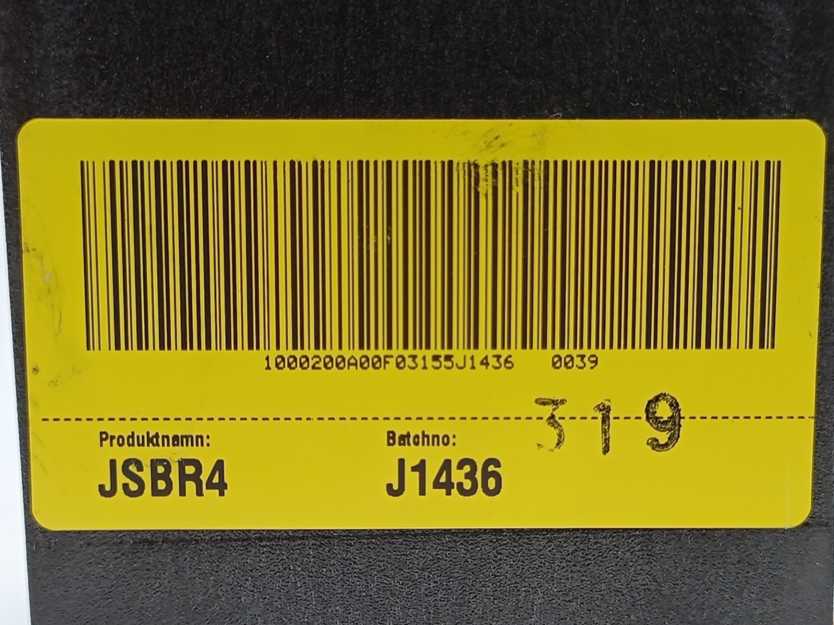 1000200A00F03155J1436 0039
319
Produktnamn: Batchno:
JSBR4 J1436